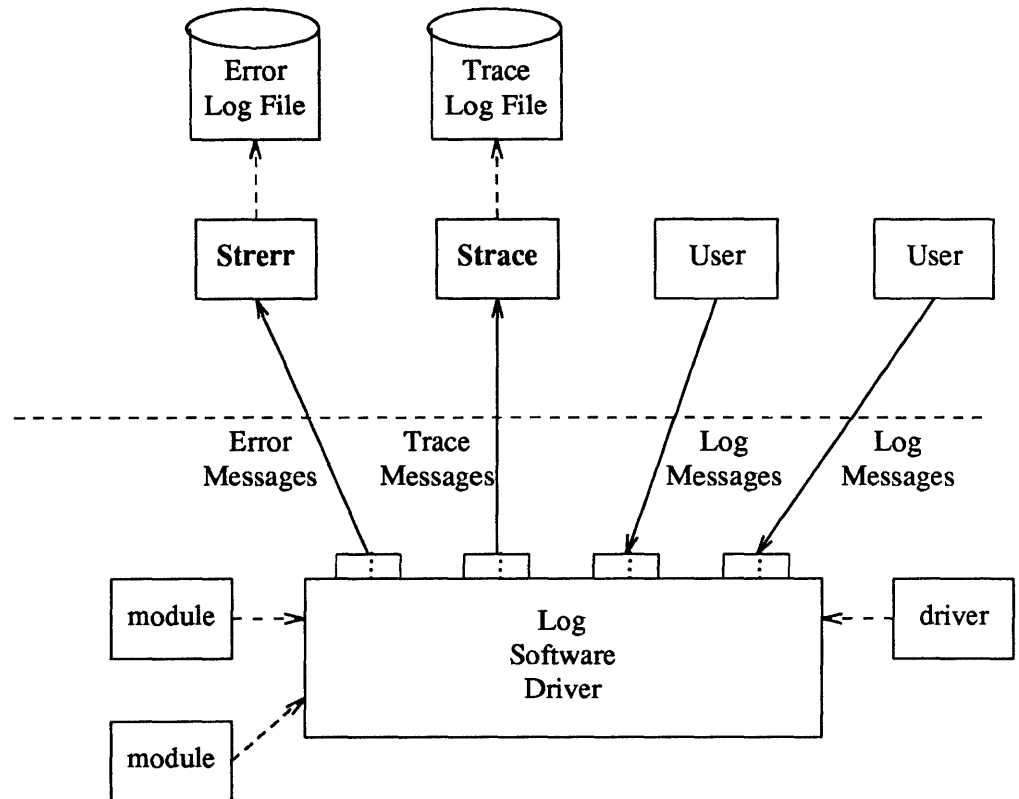 Error
Log File
Trace
Log File
Strerr
Strace
User
User
Error
Messages
Trace
Messages
Log
Messages
Log
Messages
module
Log
Software
Driver
driver
module